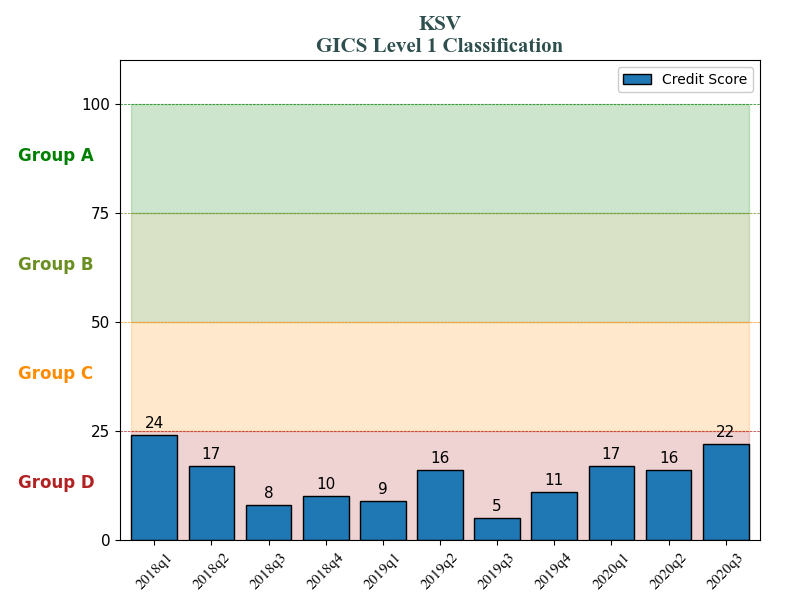 KSV
GICS Level 1 Classification
Credit Score
100
Group A
75
Group B
50
Group C
25
Group D
0
24
17
8
10
9
16
5
11
17
16
22
2018q1
2018q2
2018q3
2018q4
2019q1
2019q2
2019q3
2019q4
2020q1
2020q2
2020q3